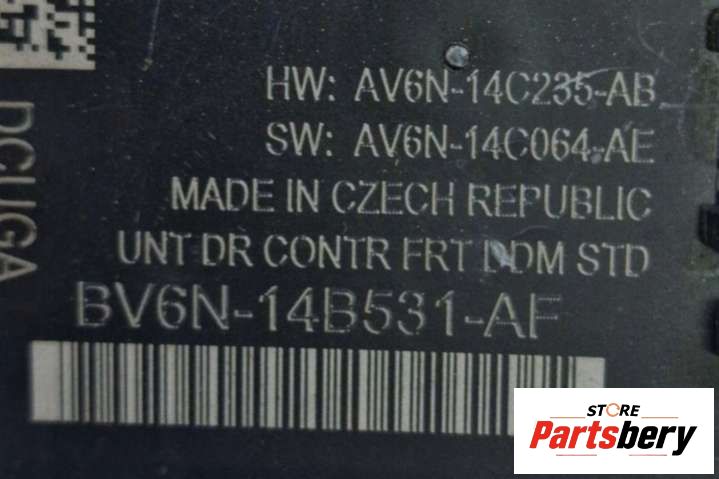 HW: AV6N-14C235-AB
SW: AV6N-14C064-AE
MADE IN CZECH REPUBLIC
UNT DR CONTR FRT DDM STD
BV6N-14B531-AF
DCUGA
STORE
Partsbery